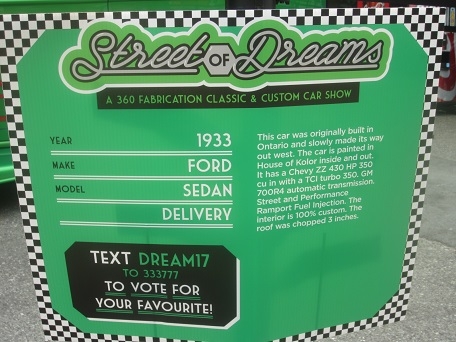 Street OF Dreams
A 360 FABRICATION CLASSIC & CUSTOM CAR SHOW
YEAR 1933
MAKE FORD
MODEL SEDAN
DELIVERY
This car was originally built in
Ontario and slowly made its way
out west. The car is painted in
House of Kolor inside and out.
It has a Chevy ZZ 430 HP 350
cu in with a TCI turbo 350. GM
700R4 automatic transmission.
Street and Performance
Ramport Fuel Injection. The
interior is 100% custom. The
roof was chopped 3 inches.
TEXT DREAM17
TO 333777
TO VOTE FOR
YOUR FAVOURITE!